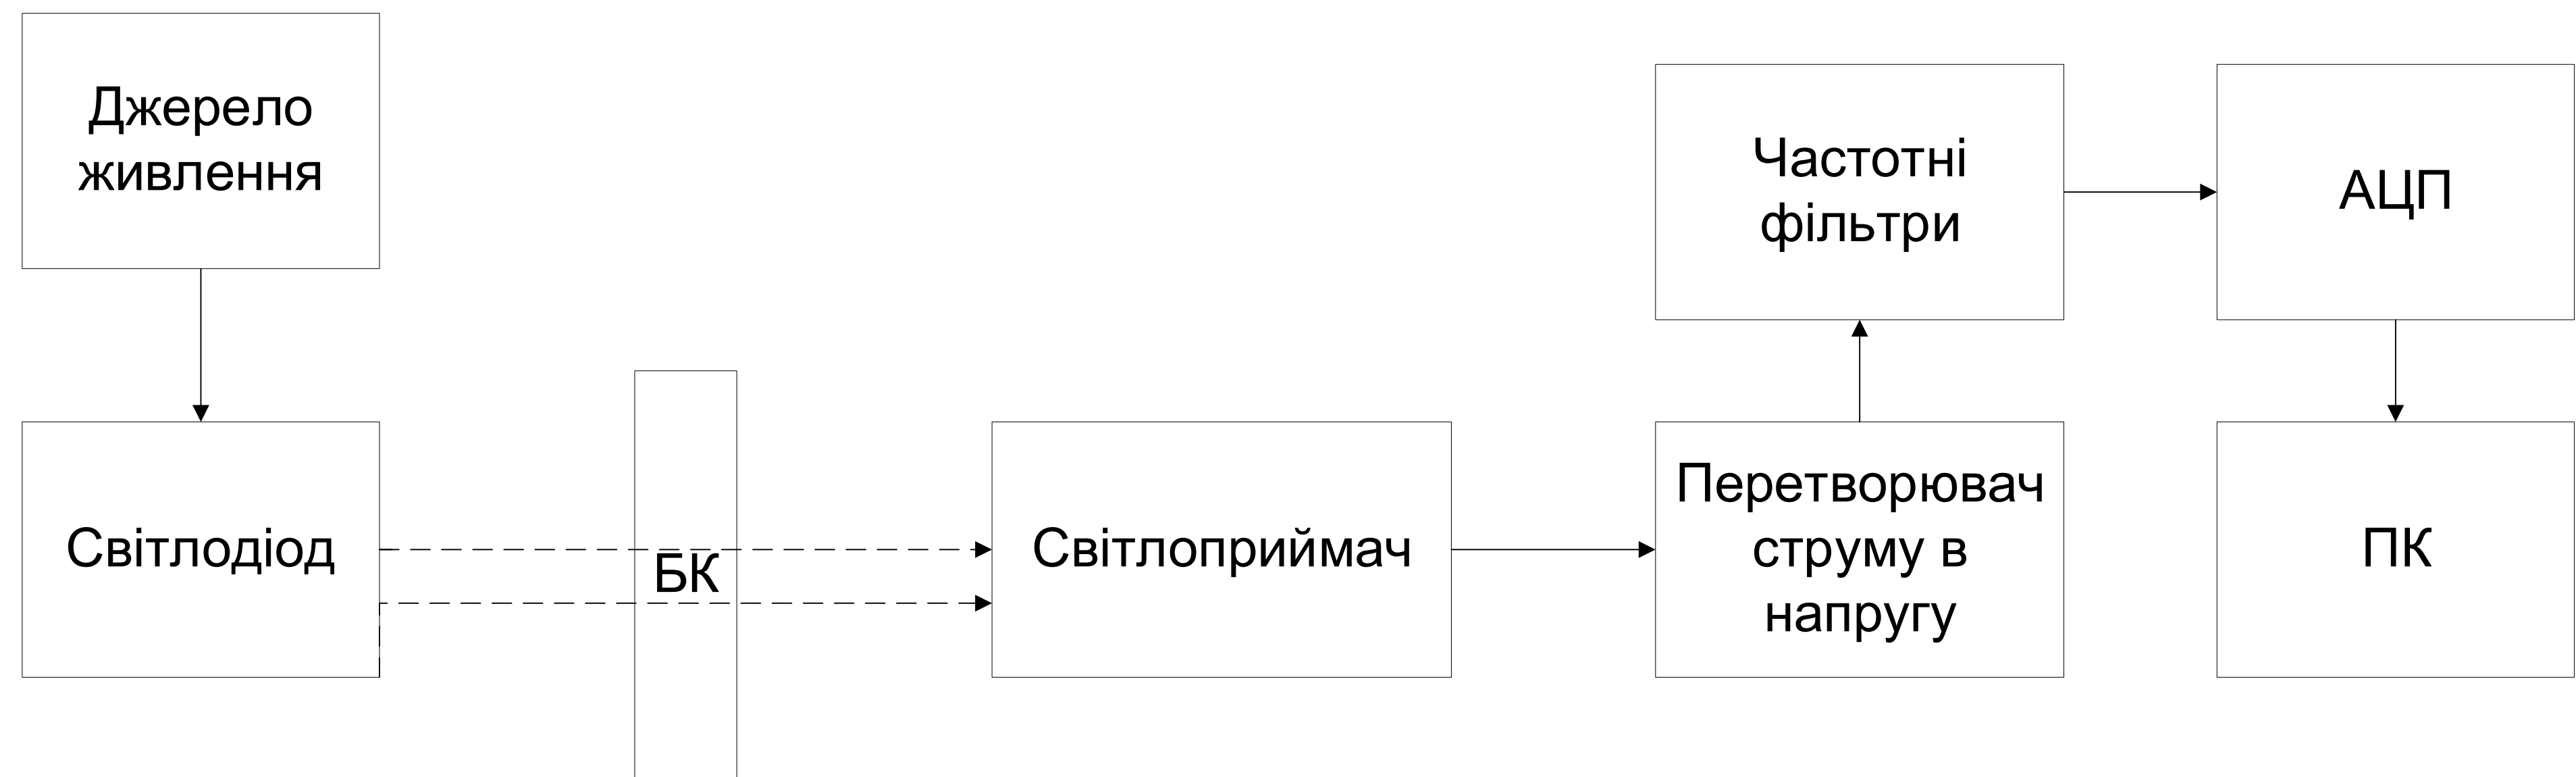 Джерело
живлення
Частотні
фільтри
АЦП
Світлодіод
БК
Світлоприймач
Перетворювач
струму в
напругу
ПК